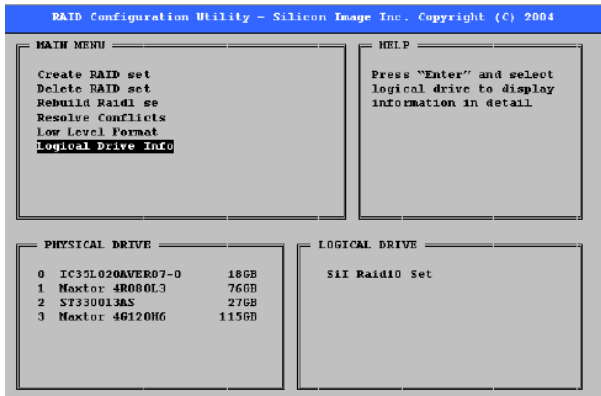 RAID Configuration Utility - Silicon Image Inc. Copyright (C) 2004
MAIN MENU
Create RAID set
Delete RAID set
Rebuild Raid1 se
Resolve Conflicts
Low Level Format
Logical Drive Info
HELP
Press "Enter" and select
logical drive to display
information in detail
PHYSICAL DRIVE
0 IC35L020AVER07-0 18GB
1 Maxtor 4R080L3 76GB
2 ST330013AS 27GB
3 Maxtor 4G120H6 115GB
LOGICAL DRIVE
SiI Raid10 Set